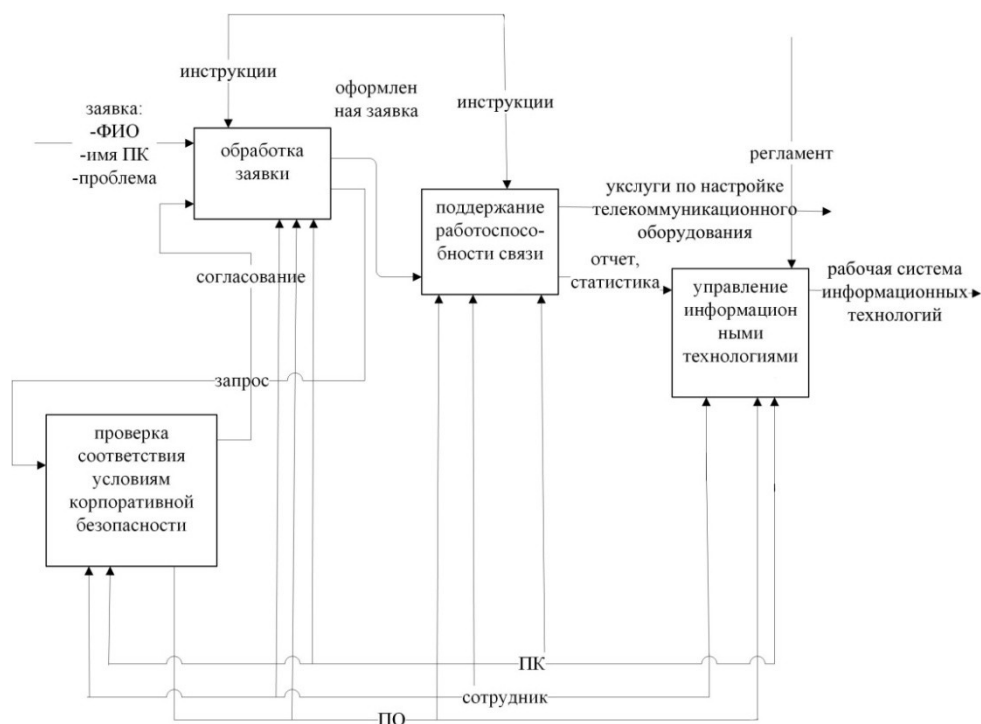 инструкции
оформлен
ная заявка
инструкции
заявка:
-ФИО
-имя ПК
-проблема
обработка
заявки
регламент
поддержание
работоспосо-
бности связи
укслуги по настройке
телекоммуникационного
оборудования
согласование
отчет,
статистика
управление
информацион
ными
технологиями
рабочая система
информационных
технологий
запрос
проверка
соответствия
условиям
корпоративной
безопасности
ПК
сотрудник
ПО